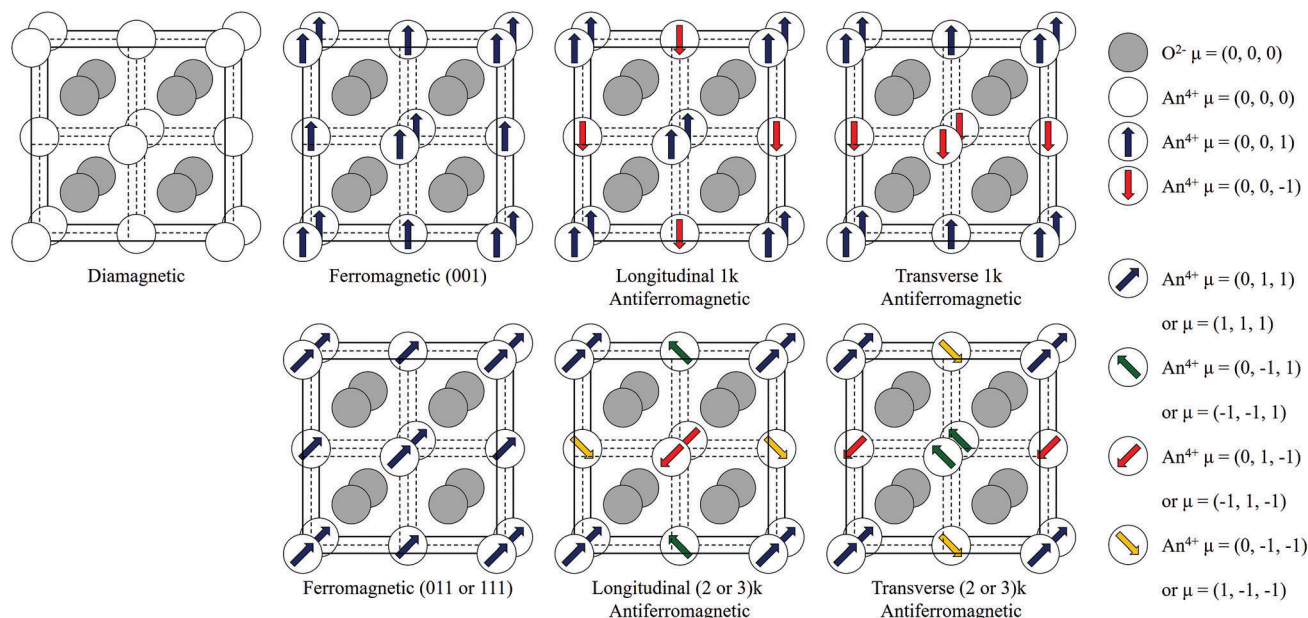 Diamagnetic
Ferromagnetic (001)
Longitudinal 1k
Antiferromagnetic
Transverse 1k
Antiferromagnetic
Ferromagnetic (011 or 111)
Longitudinal (2 or 3)k
Antiferromagnetic
Transverse (2 or 3)k
Antiferromagnetic
O²⁻ μ = (0, 0, 0)
An⁴⁺ μ = (0, 0, 0)
An⁴⁺ μ = (0, 0, 1)
An⁴⁺ μ = (0, 0, -1)
An⁴⁺ μ = (0, 1, 1)
or μ = (1, 1, 1)
An⁴⁺ μ = (0, -1, 1)
or μ = (-1, -1, 1)
An⁴⁺ μ = (0, 1, -1)
or μ = (-1, 1, -1)
An⁴⁺ μ = (0, -1, -1)
or μ = (1, -1, -1)